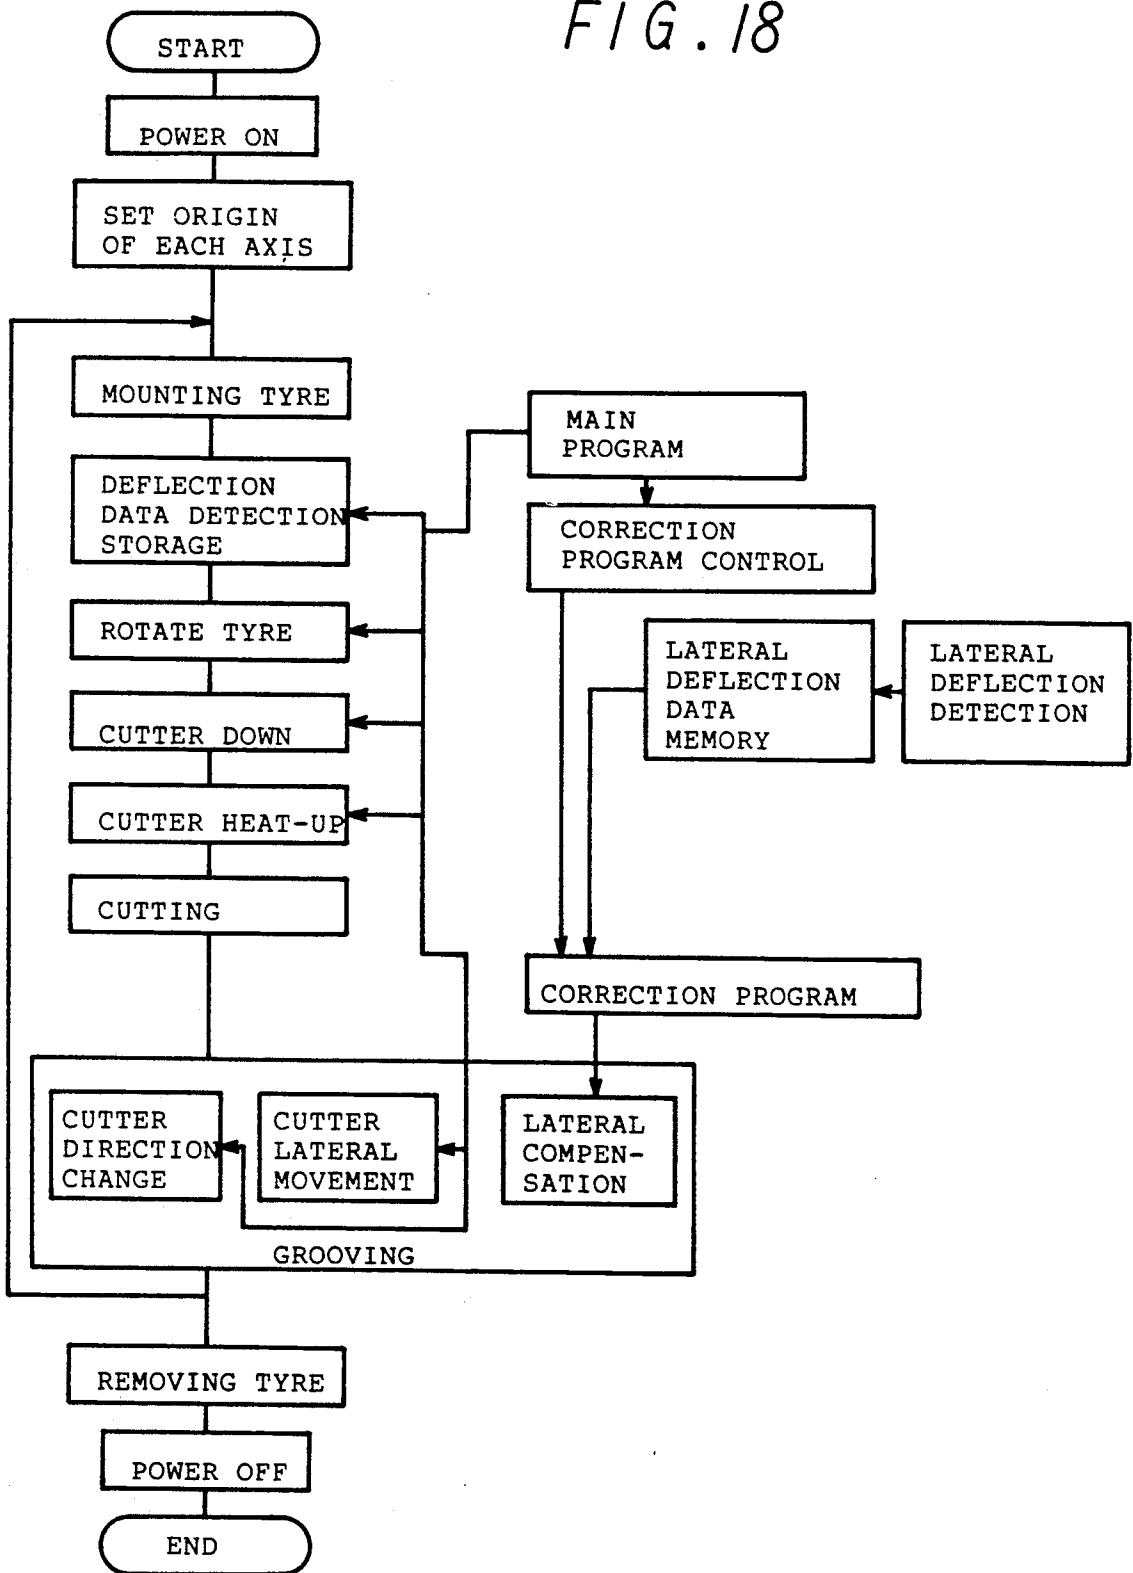 FIG. 18
START
POWER ON
SET ORIGIN
OF EACH AXIS
MOUNTING TYRE
DEFLECTION
DATA DETECTION
STORAGE
ROTATE TYRE
CUTTER DOWN
CUTTER HEAT-UP
CUTTING
MAIN
PROGRAM
CORRECTION
PROGRAM CONTROL
LATERAL
DEFLECTION
DATA
MEMORY
LATERAL
DEFLECTION
DETECTION
CORRECTION PROGRAM
CUTTER
DIRECTION
CHANGE
CUTTER
LATERAL
MOVEMENT
LATERAL
COMPEN-
SATION
GROOVING
REMOVING TYRE
POWER OFF
END